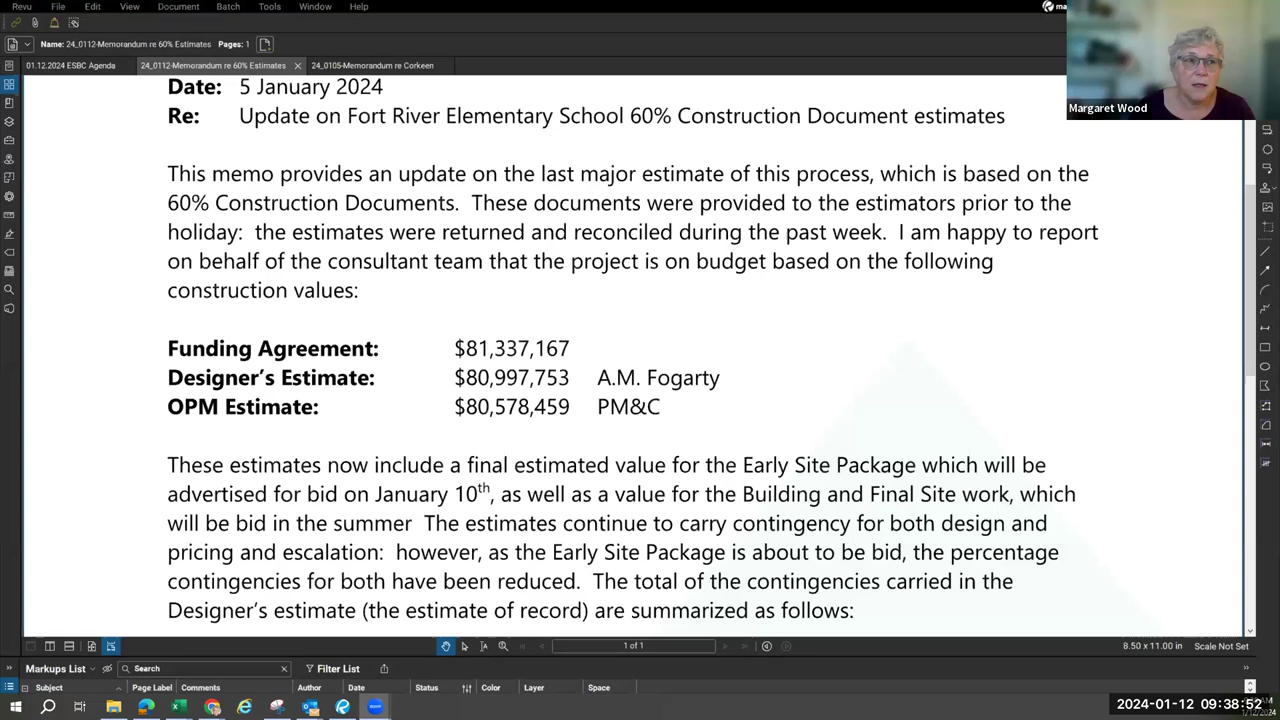 Revu File Edit View Document Batch Tools Window Help
Name: 24_0112-Memorandum re 60% Estimates Pages: 1
01.12.2024 ESBC Agenda 24_0112-Memorandum re 60% Estimates 24_0105-Memorandum re Corkeen
Margaret Wood
Date: 5 January 2024
Re: Update on Fort River Elementary School 60% Construction Document estimates
This memo provides an update on the last major estimate of this process, which is based on the
60% Construction Documents. These documents were provided to the estimators prior to the
holiday: the estimates were returned and reconciled during the past week. I am happy to report
on behalf of the consultant team that the project is on budget based on the following
construction values:
Funding Agreement: $81,337,167
Designer's Estimate: $80,997,753 A.M. Fogarty
OPM Estimate: $80,578,459 PM&C
These estimates now include a final estimated value for the Early Site Package which will be
advertised for bid on January 10th, as well as a value for the Building and Final Site work, which
will be bid in the summer The estimates continue to carry contingency for both design and
pricing and escalation: however, as the Early Site Package is about to be bid, the percentage
contingencies for both have been reduced. The total of the contingencies carried in the
Designer's estimate (the estimate of record) are summarized as follows:
1 of 1 8.50 x 11.00 in Scale Not Set
Markups List Search Filter List
Subject Page Label Comments Author Date Status Color Layer Space
2024-01-12 09:38:52